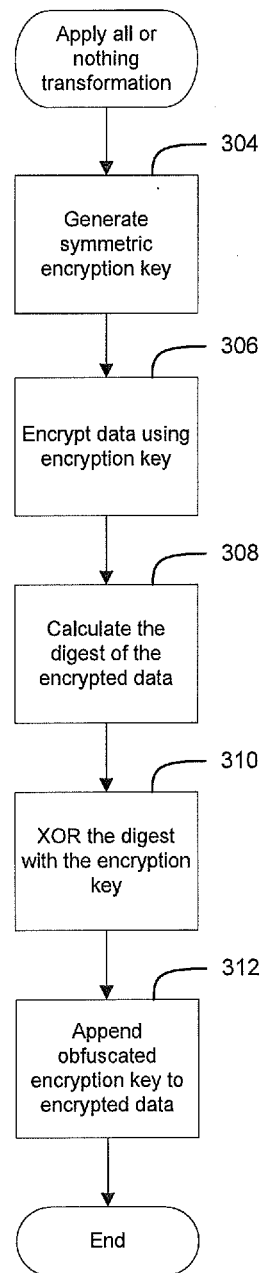 Apply all or
nothing
transformation
304
Generate
symmetric
encryption key
306
Encrypt data using
encryption key
308
Calculate the
digest of the
encrypted data
310
XOR the digest
with the encryption
key
312
Append
obfuscated
encryption key to
encrypted data
End